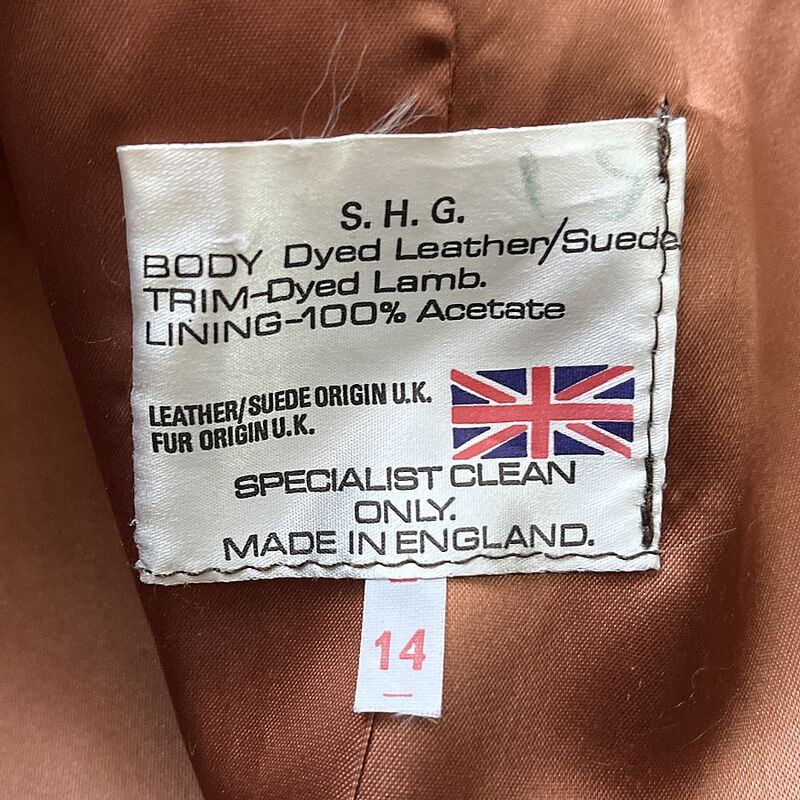 S. H. G.
BODY Dyed Leather/Suede
TRIM-Dyed Lamb.
LINING-100% Acetate
LEATHER/SUEDE ORIGIN U.K.
FUR ORIGIN U.K.
SPECIALIST CLEAN
ONLY.
MADE IN ENGLAND.
14